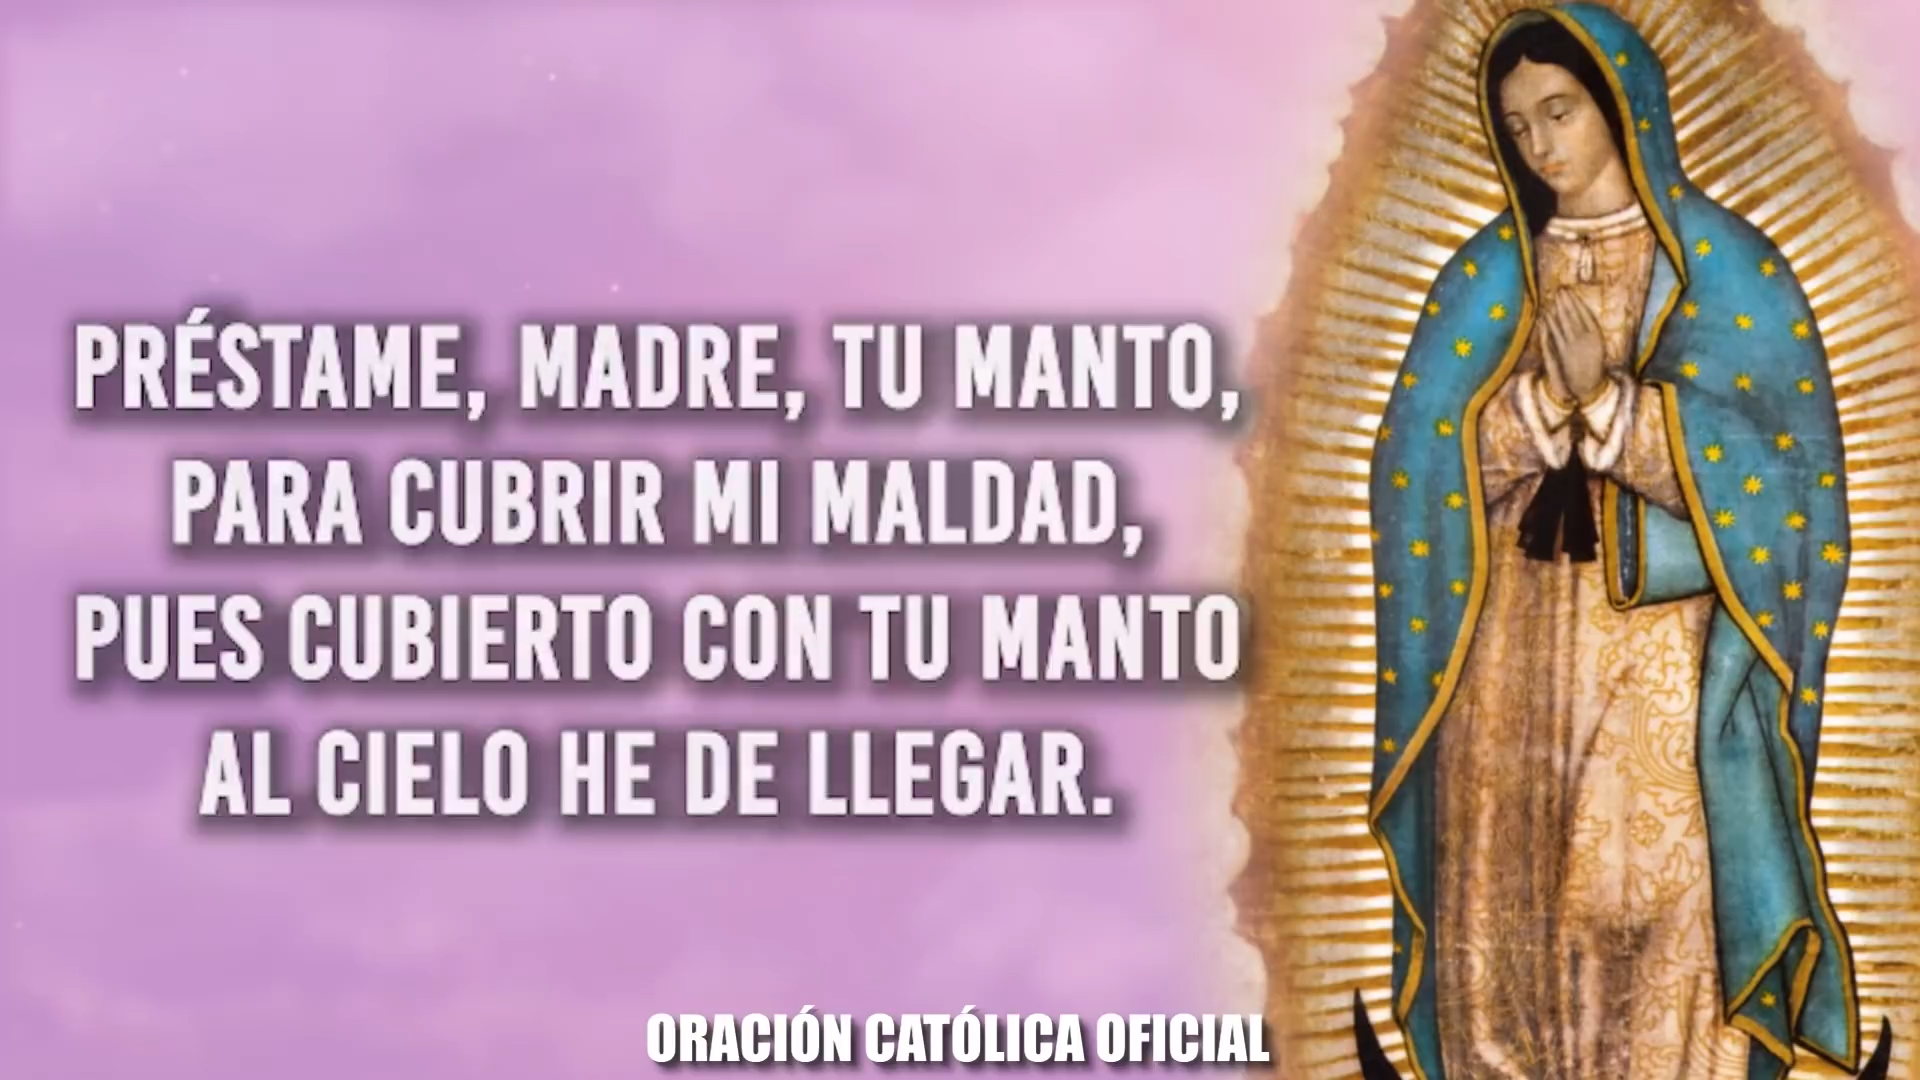 PRÉSTAME, MADRE, TU MANTO,
PARA CUBRIR MI MALDAD,
PUES CUBIERTO CON TU MANTO
AL CIELO HE DE LLEGAR.
ORACIÓN CATÓLICA OFICIAL